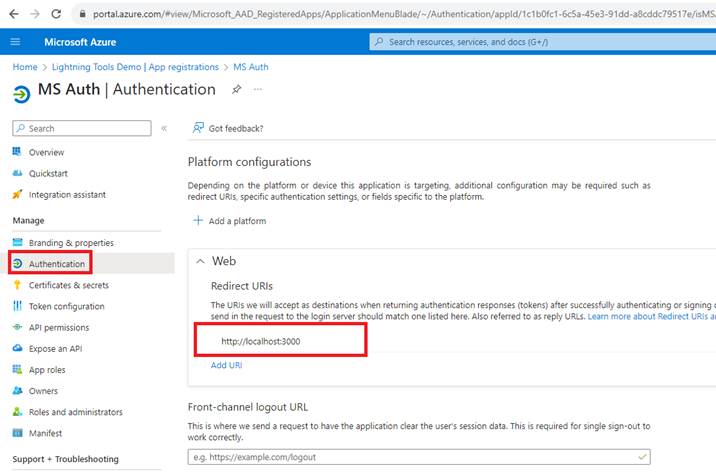 portal.azure.com/#view/Microsoft_AAD_RegisteredApps/ApplicationMenuBlade/~/Authentication/appId/1c1b0fc1-6c5a-45e3-91dd-a8cddc79517e/isMS
Microsoft Azure
Search resources, services, and docs (G+/)
Home > Lightning Tools Demo | App registrations > MS Auth >
MS Auth | Authentication
Search
«
Got feedback?
Overview
Quickstart
Integration assistant
Manage
Branding & properties
Authentication
Certificates & secrets
Token configuration
API permissions
Expose an API
App roles
Owners
Roles and administrators
Manifest
Support + Troubleshooting
Platform configurations
Depending on the platform or device this application is targeting, additional configuration may be required such as
redirect URIs, specific authentication settings, or fields specific to the platform.
Add a platform
Web
Redirect URIs
The URIs we will accept as destinations when returning authentication responses (tokens) after successfully authenticating or signing
send in the request to the login server should match one listed here. Also referred to as reply URLs. Learn more about Redirect URIs
http://localhost:3000
Add URI
Front-channel logout URL
This is where we send a request to have the application clear the user's session data. This is required for single sign-out to
work correctly.
e.g. https://example.com/logout